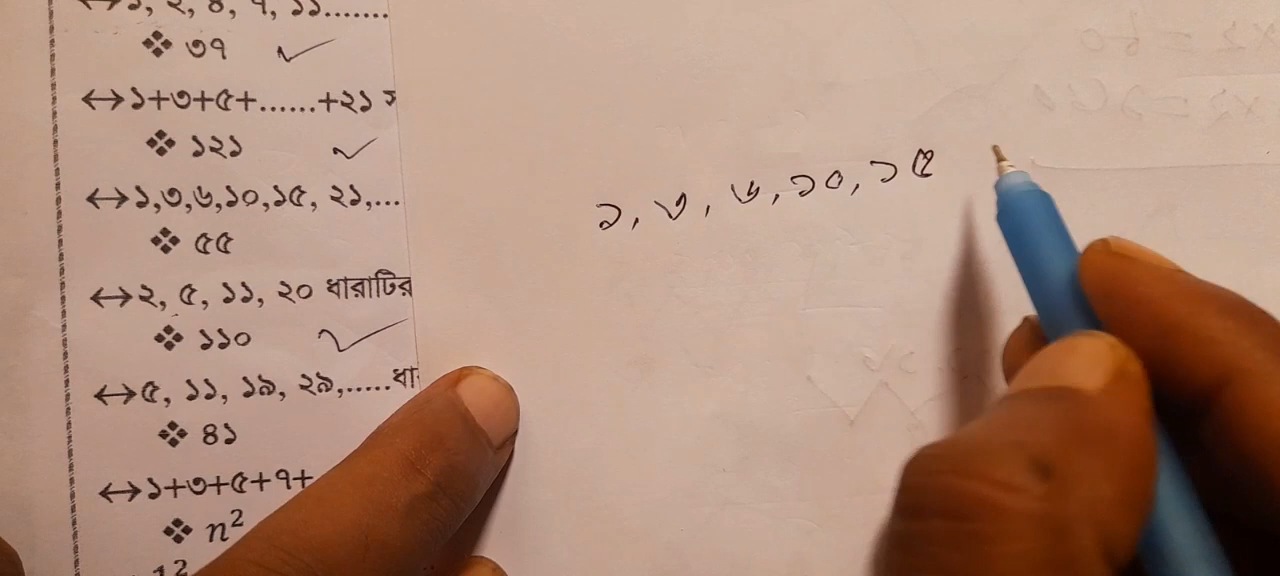 ↔১, ২, ৪, ৭, ১১.......
❖ ৩৭ ✓
↔১+৩+৫+......+২১
❖ ১২১ ✓
↔১,৩,৬,১০,১৫, ২১,...
❖ ৫৫
↔২, ৫, ১১, ২০ ধারাটির
❖ ১১০ ✓
↔৫, ১১, ১৯, ২৯,.....ধা
❖ ৪১
↔১+৩+৫+৭+
❖ n²
১, ৩, ৬, ১০, ১৫